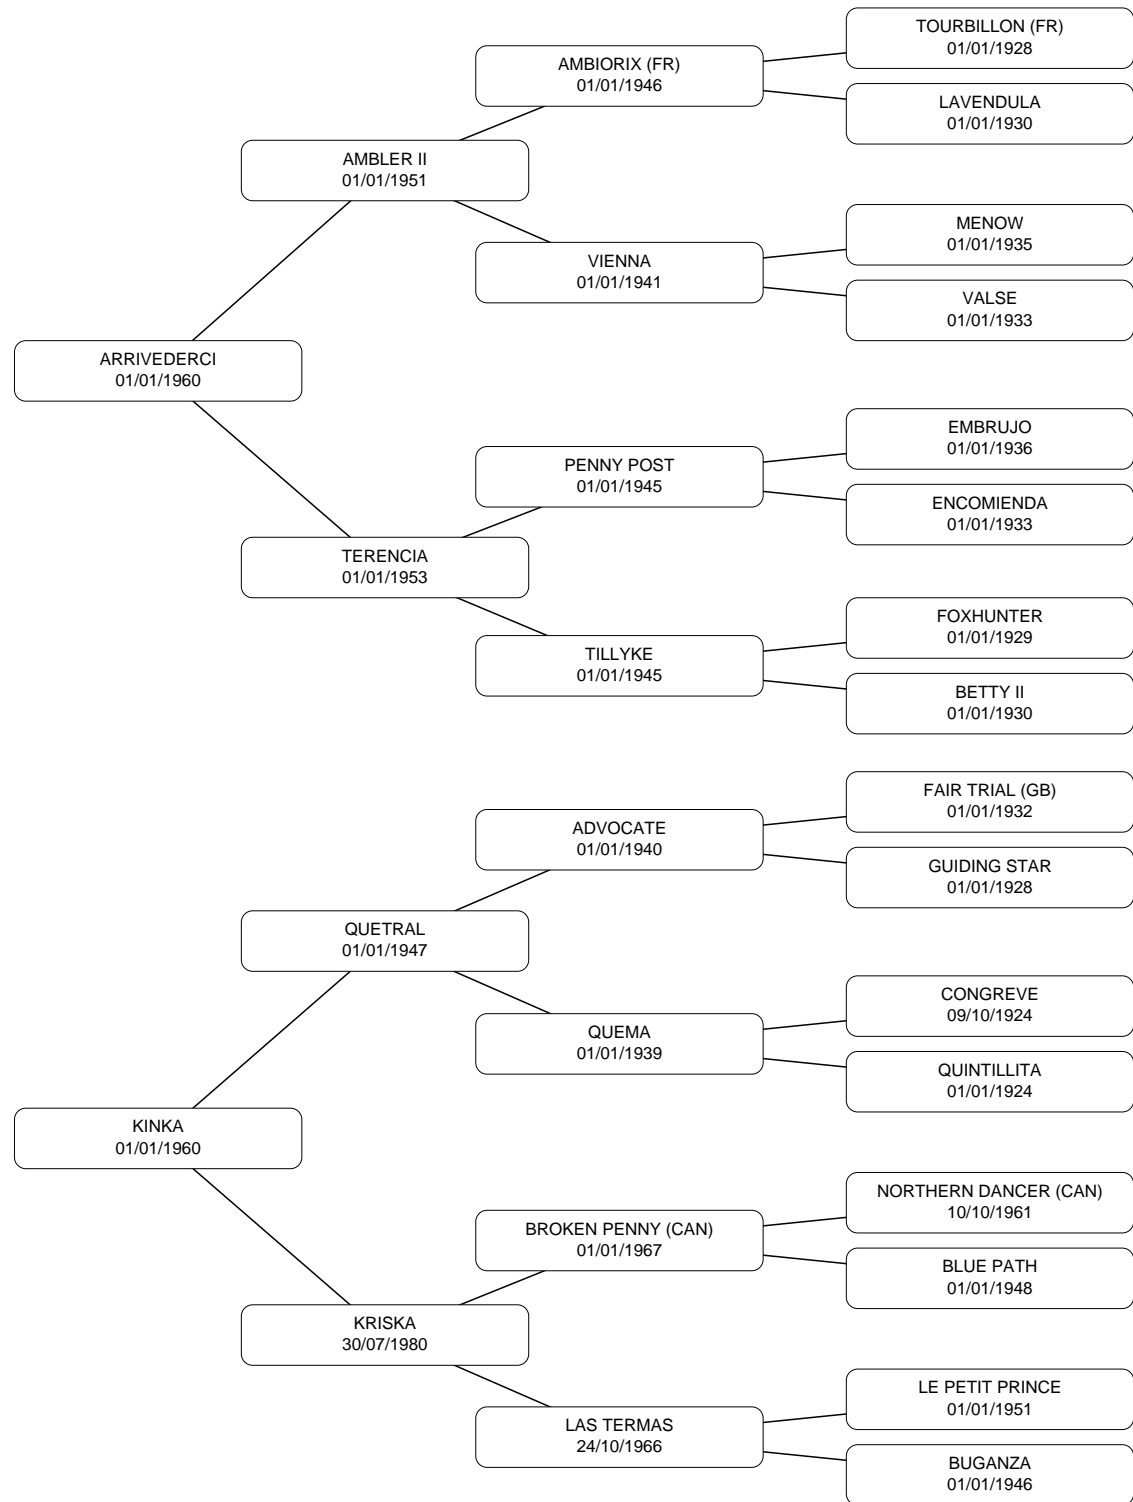 TOURBILLON (FR)
01/01/1928
AMBIORIX (FR)
01/01/1946
LAVENDULA
01/01/1930
AMBLER II
01/01/1951
MENOW
01/01/1935
VIENNA
01/01/1941
VALSE
01/01/1933
ARRIVEDERCI
01/01/1960
EMBRUJO
01/01/1936
PENNY POST
01/01/1945
ENCOMIENDA
01/01/1933
TERENCIA
01/01/1953
FOXHUNTER
01/01/1929
TILLYKE
01/01/1945
BETTY II
01/01/1930
FAIR TRIAL (GB)
01/01/1932
ADVOCATE
01/01/1940
GUIDING STAR
01/01/1928
QUETRAL
01/01/1947
CONGREVE
09/10/1924
QUEMA
01/01/1939
QUINTILLITA
01/01/1924
KINKA
01/01/1960
NORTHERN DANCER (CAN)
10/10/1961
BROKEN PENNY (CAN)
01/01/1967
BLUE PATH
01/01/1948
KRISKA
30/07/1980
LE PETIT PRINCE
01/01/1951
LAS TERMAS
24/10/1966
BUGANZA
01/01/1946